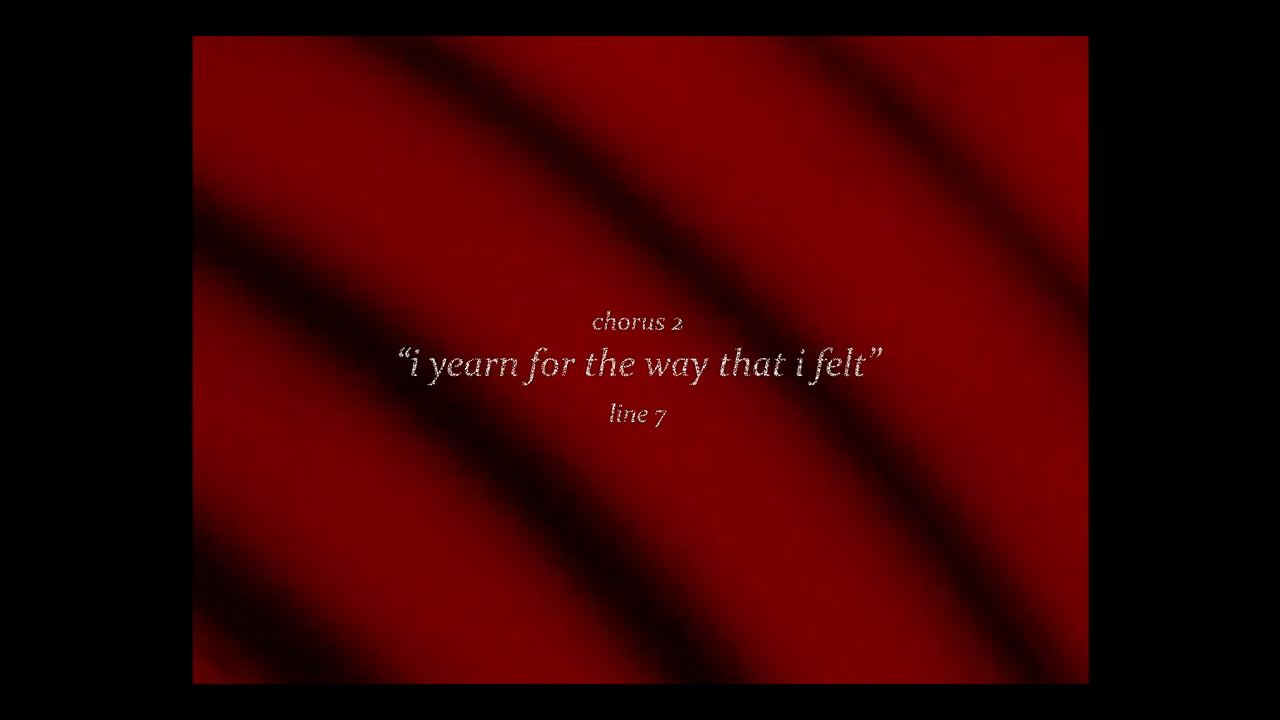 chorus 2
“i yearn for the way that i felt”
line 7